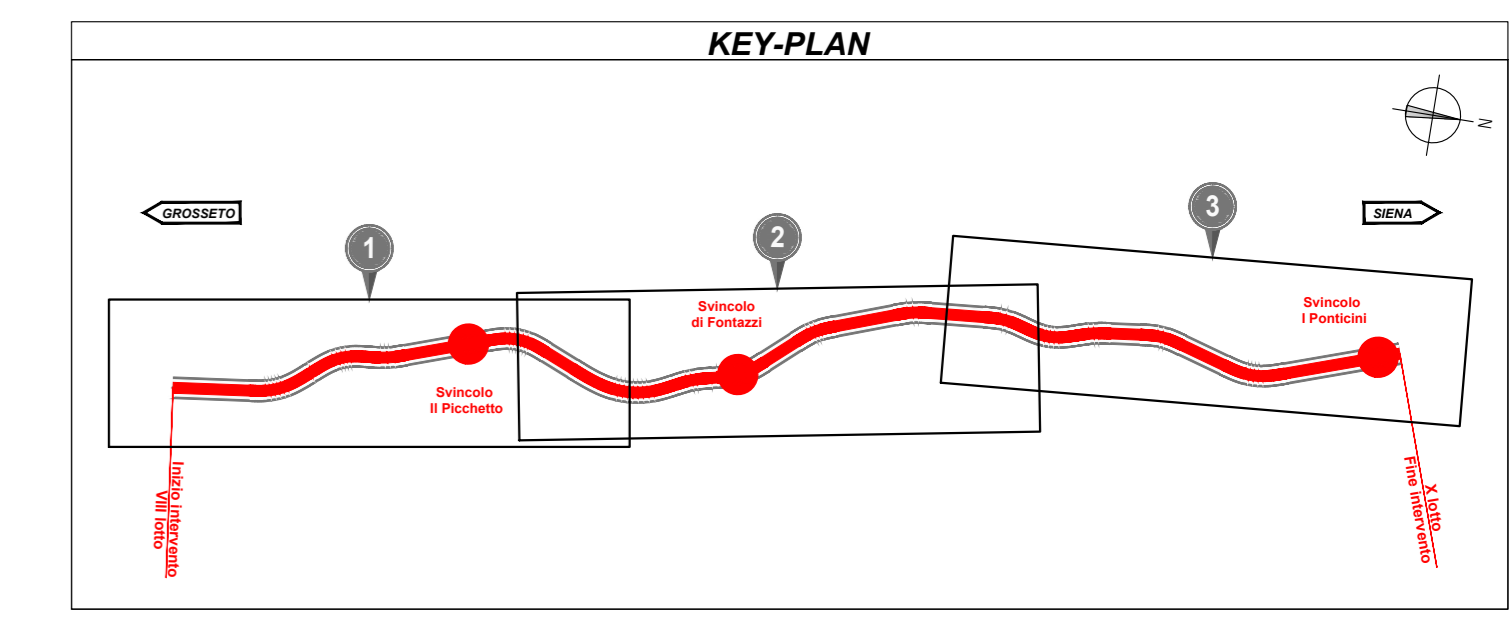 KEY-PLAN
N
GROSSETO
SIENA
1
2
3
Svincolo
di Fontazzi
Svincolo
I Ponticini
Svincolo
Il Picchetto
Inizio intervento
VIII lotto
X lotto
Fine intervento